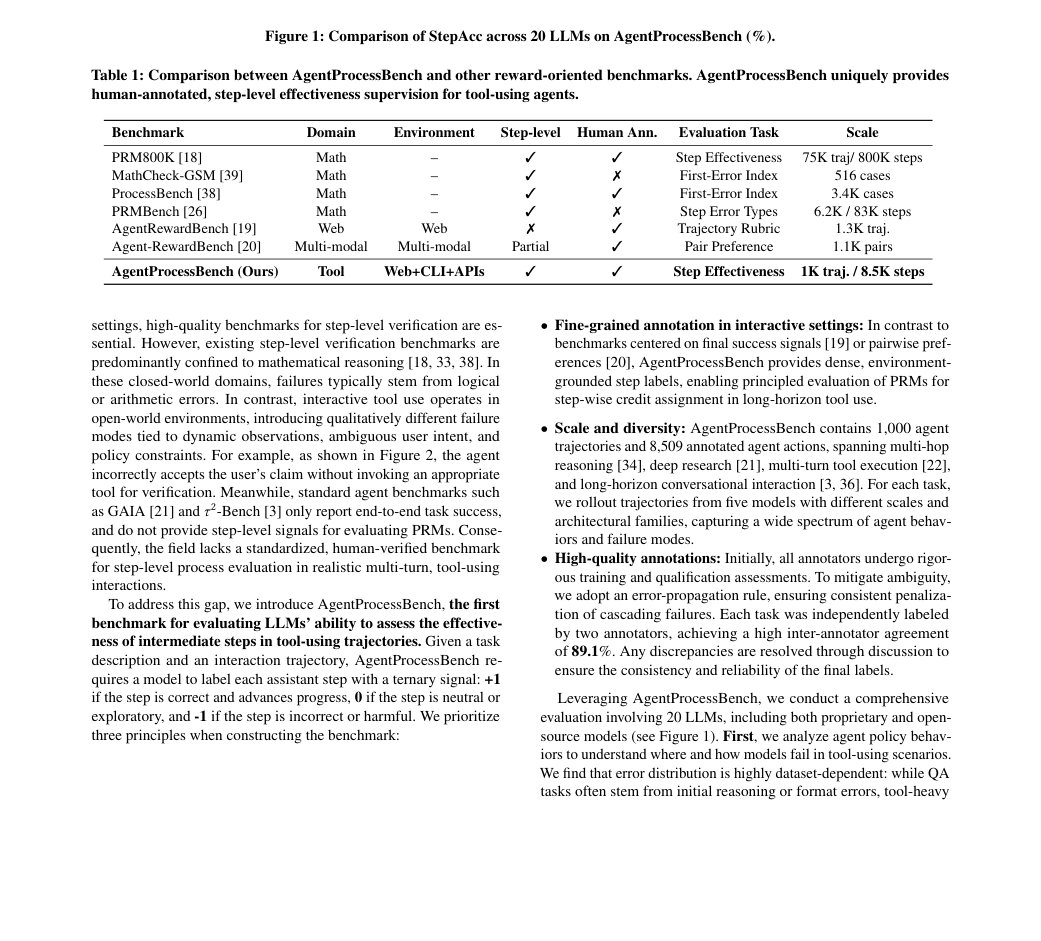 Figure 1: Comparison of StepAcc across 20 LLMs on AgentProcessBench (%).
Table 1: Comparison between AgentProcessBench and other reward-oriented benchmarks. AgentProcessBench uniquely provides
human-annotated, step-level effectiveness supervision for tool-using agents.
Benchmark Domain Environment Step-level Human Ann. Evaluation Task Scale
PRM800K [18] Math – ✓ ✓ Step Effectiveness 75K traj/ 800K steps
MathCheck-GSM [39] Math – ✓ ✗ First-Error Index 516 cases
ProcessBench [38] Math – ✓ ✓ First-Error Index 3.4K cases
PRMBench [26] Math – ✓ ✗ Step Error Types 6.2K / 83K steps
AgentRewardBench [19] Web Web ✗ ✓ Trajectory Rubric 1.3K traj.
Agent-RewardBench [20] Multi-modal Multi-modal Partial ✓ Pair Preference 1.1K pairs
AgentProcessBench (Ours) Tool Web+CLI+APIs ✓ ✓ Step Effectiveness 1K traj. / 8.5K steps
settings, high-quality benchmarks for step-level verification are es-
sential. However, existing step-level verification benchmarks are
predominantly confined to mathematical reasoning [18, 33, 38]. In
these closed-world domains, failures typically stem from logical
or arithmetic errors. In contrast, interactive tool use operates in
open-world environments, introducing qualitatively different failure
modes tied to dynamic observations, ambiguous user intent, and
policy constraints. For example, as shown in Figure 2, the agent
incorrectly accepts the user's claim without invoking an appropriate
tool for verification. Meanwhile, standard agent benchmarks such
as GAIA [21] and τ²-Bench [3] only report end-to-end task success,
and do not provide step-level signals for evaluating PRMs. Conse-
quently, the field lacks a standardized, human-verified benchmark
for step-level process evaluation in realistic multi-turn, tool-using
interactions.
To address this gap, we introduce AgentProcessBench, the first
benchmark for evaluating LLMs' ability to assess the effective-
ness of intermediate steps in tool-using trajectories. Given a task
description and an interaction trajectory, AgentProcessBench re-
quires a model to label each assistant step with a ternary signal: +1
if the step is correct and advances progress, 0 if the step is neutral or
exploratory, and -1 if the step is incorrect or harmful. We prioritize
three principles when constructing the benchmark:
• Fine-grained annotation in interactive settings: In contrast to
benchmarks centered on final success signals [19] or pairwise pref-
erences [20], AgentProcessBench provides dense, environment-
grounded step labels, enabling principled evaluation of PRMs for
step-wise credit assignment in long-horizon tool use.
• Scale and diversity: AgentProcessBench contains 1,000 agent
trajectories and 8,509 annotated agent actions, spanning multi-hop
reasoning [34], deep research [21], multi-turn tool execution [22],
and long-horizon conversational interaction [3, 36]. For each task,
we rollout trajectories from five models with different scales and
architectural families, capturing a wide spectrum of agent behav-
iors and failure modes.
• High-quality annotations: Initially, all annotators undergo rigor-
ous training and qualification assessments. To mitigate ambiguity,
we adopt an error-propagation rule, ensuring consistent penaliza-
tion of cascading failures. Each task was independently labeled
by two annotators, achieving a high inter-annotator agreement
of 89.1%. Any discrepancies are resolved through discussion to
ensure the consistency and reliability of the final labels.
Leveraging AgentProcessBench, we conduct a comprehensive
evaluation involving 20 LLMs, including both proprietary and open-
source models (see Figure 1). First, we analyze agent policy behav-
iors to understand where and how models fail in tool-using scenarios.
We find that error distribution is highly dataset-dependent: while QA
tasks often stem from initial reasoning or format errors, tool-heavy